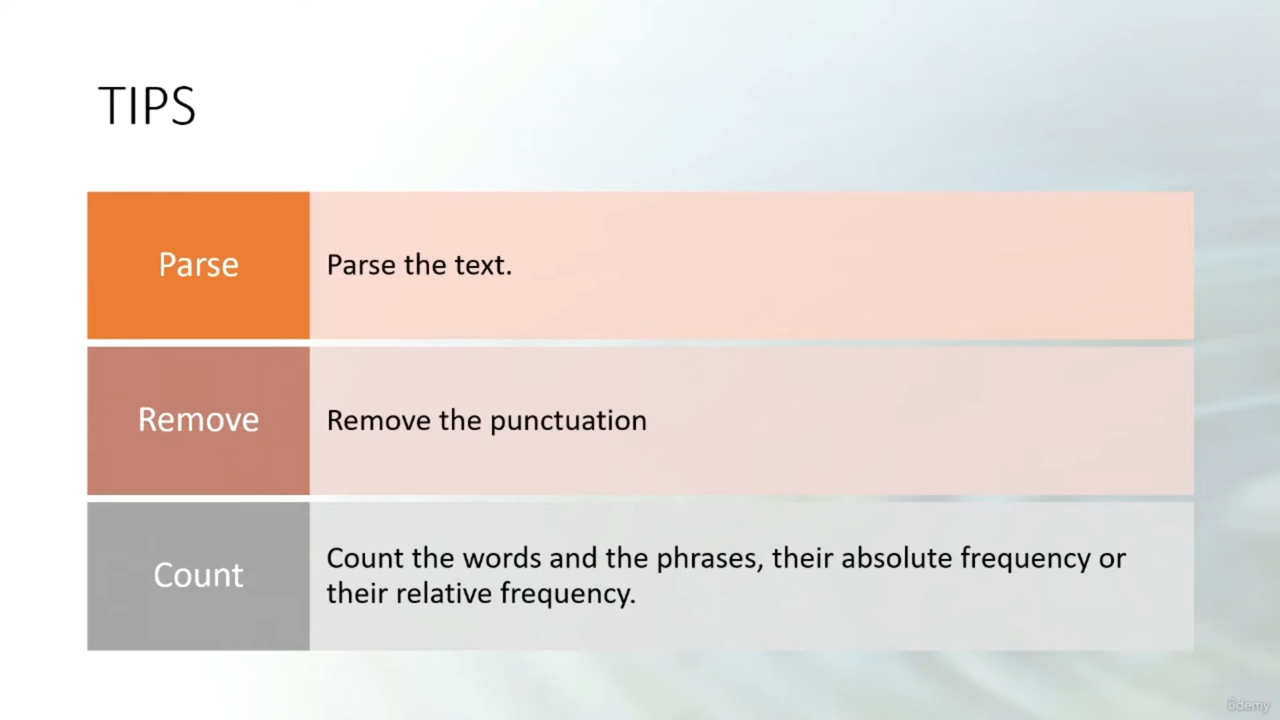 TIPS
Parse
Parse the text.
Remove
Remove the punctuation
Count
Count the words and the phrases, their absolute frequency or
their relative frequency.
ûdemy